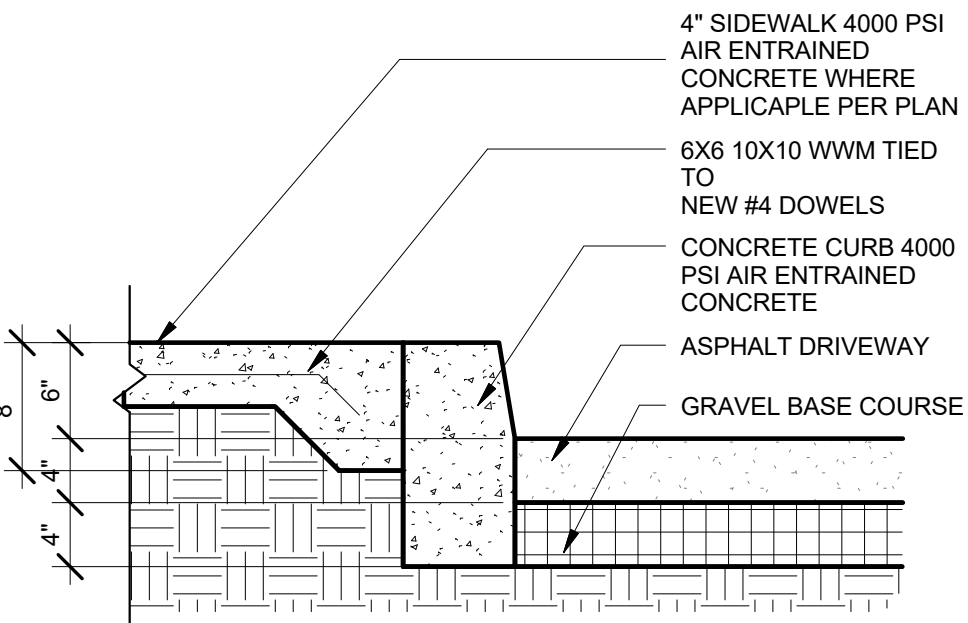 4" SIDEWALK 4000 PSI
AIR ENTRAINED
CONCRETE WHERE
APPLICAPLE PER PLAN
6X6 10X10 WWM TIED
TO
NEW #4 DOWELS
CONCRETE CURB 4000
PSI AIR ENTRAINED
CONCRETE
ASPHALT DRIVEWAY
GRAVEL BASE COURSE
6"
4"
4"